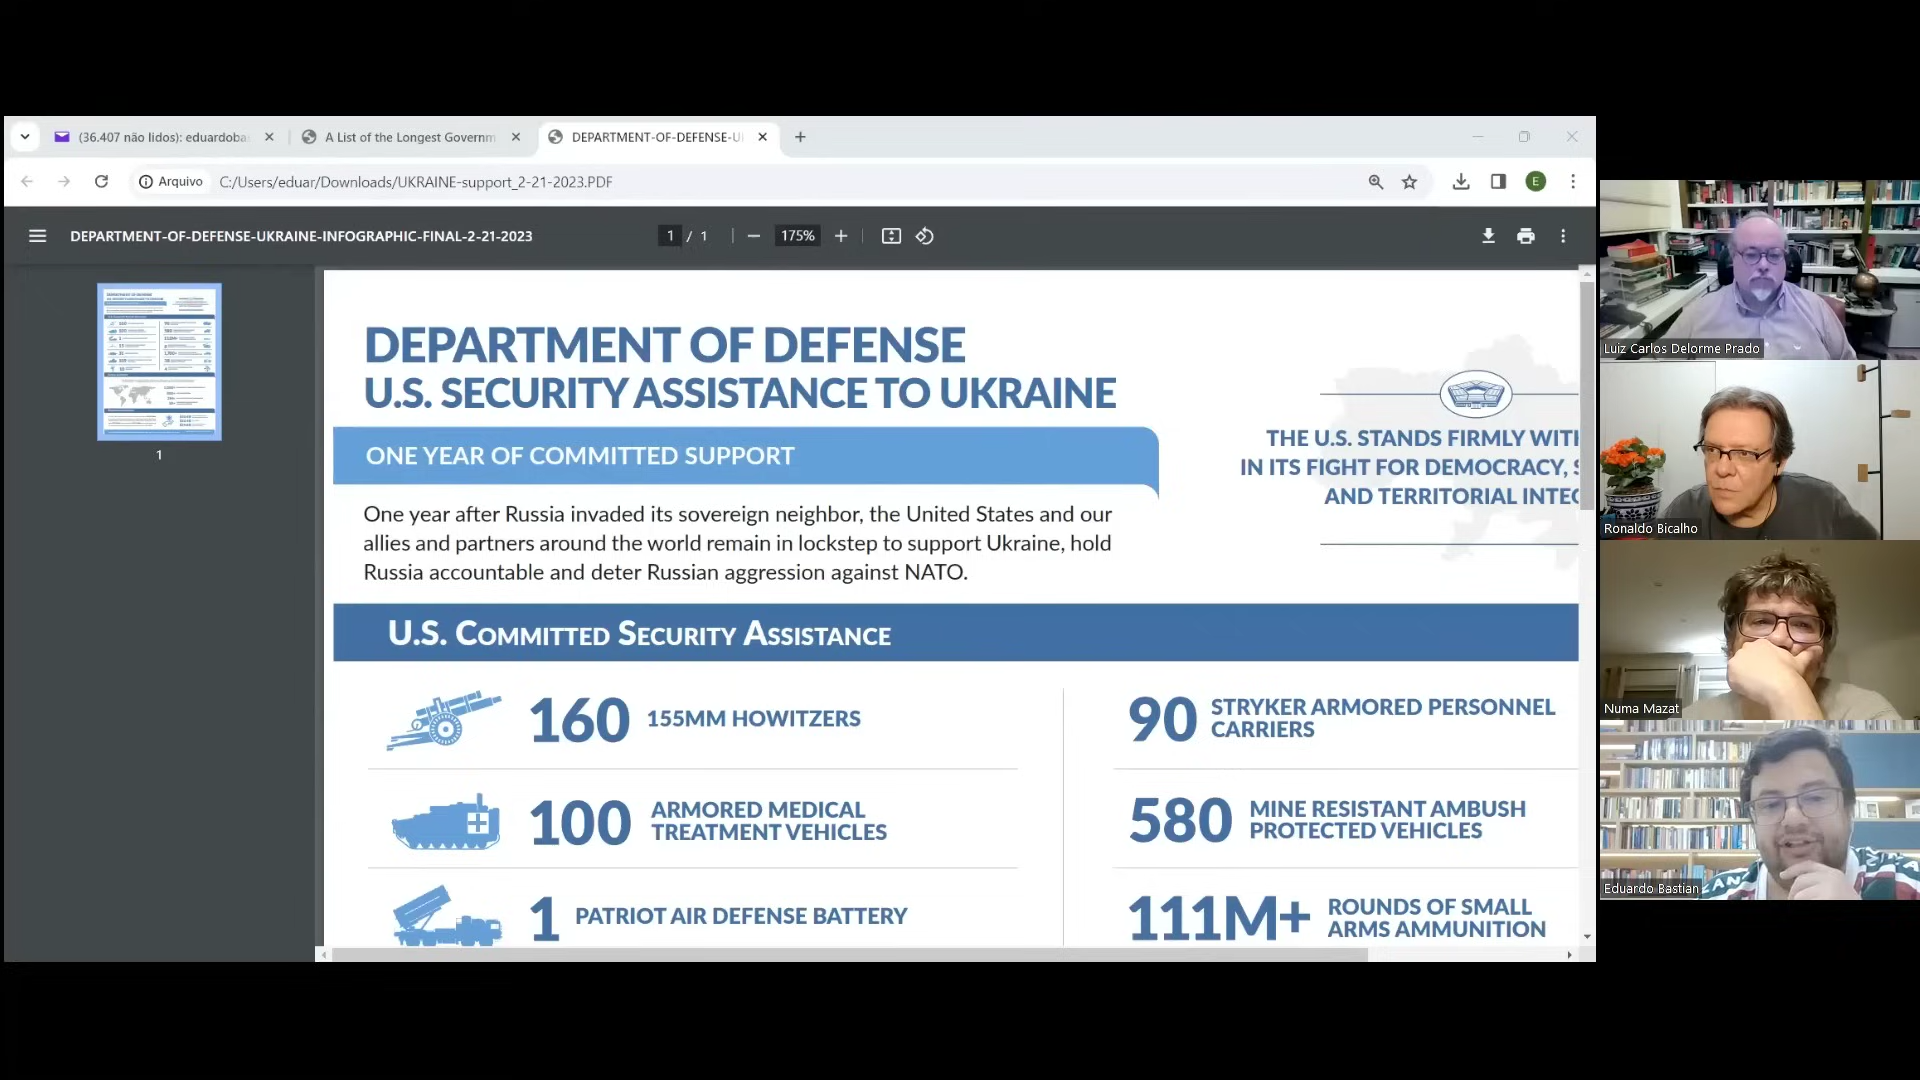 (36.407 não lidos): eduardoba
A List of the Longest Governm
DEPARTMENT-OF-DEFENSE-U
Arquivo
C:/Users/eduar/Downloads/UKRAINE-support_2-21-2023.PDF
E
DEPARTMENT-OF-DEFENSE-UKRAINE-INFOGRAPHIC-FINAL-2-21-2023
1 / 1
175%
1
DEPARTMENT OF DEFENSE
U.S. SECURITY ASSISTANCE TO UKRAINE
ONE YEAR OF COMMITTED SUPPORT
One year after Russia invaded its sovereign neighbor, the United States and our
allies and partners around the world remain in lockstep to support Ukraine, hold
Russia accountable and deter Russian aggression against NATO.
THE U.S. STANDS FIRMLY WITH
IN ITS FIGHT FOR DEMOCRACY, S
AND TERRITORIAL INTEG
U.S. COMMITTED SECURITY ASSISTANCE
160 155MM HOWITZERS
100 ARMORED MEDICAL
TREATMENT VEHICLES
1 PATRIOT AIR DEFENSE BATTERY
90 STRYKER ARMORED PERSONNEL
CARRIERS
580 MINE RESISTANT AMBUSH
PROTECTED VEHICLES
111M+ ROUNDS OF SMALL
ARMS AMMUNITION
Luiz Carlos Delorme Prado
Ronaldo Bicalho
Numa Mazat
Eduardo Bastian